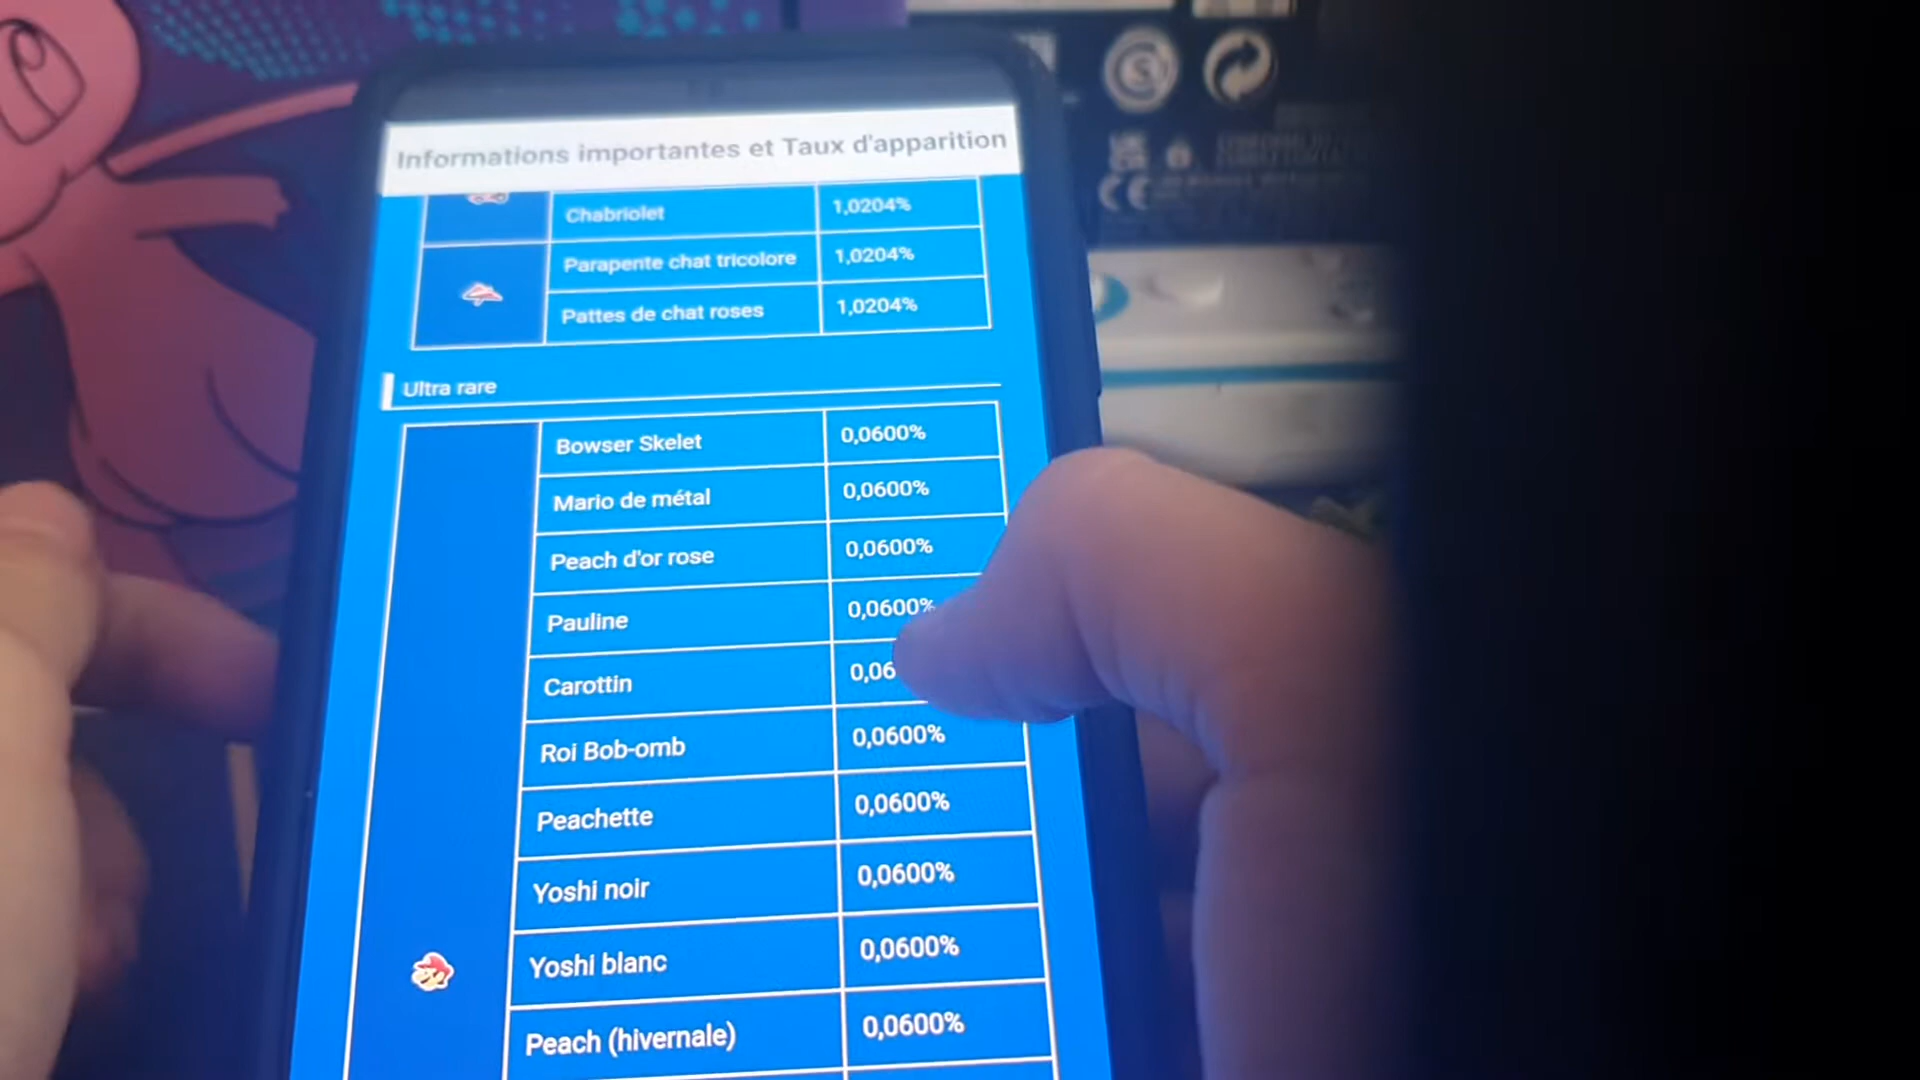 Informations importantes et Taux d'apparition
Chabriolet 1,0204%
Parapente chat tricolore 1,0204%
Pattes de chat roses 1,0204%
Ultra rare
Bowser Skelet 0,0600%
Mario de métal 0,0600%
Peach d'or rose 0,0600%
Pauline 0,0600%
Carottin 0,06
Roi Bob-omb 0,0600%
Peachette 0,0600%
Yoshi noir 0,0600%
Yoshi blanc 0,0600%
Peach (hivernale) 0,0600%